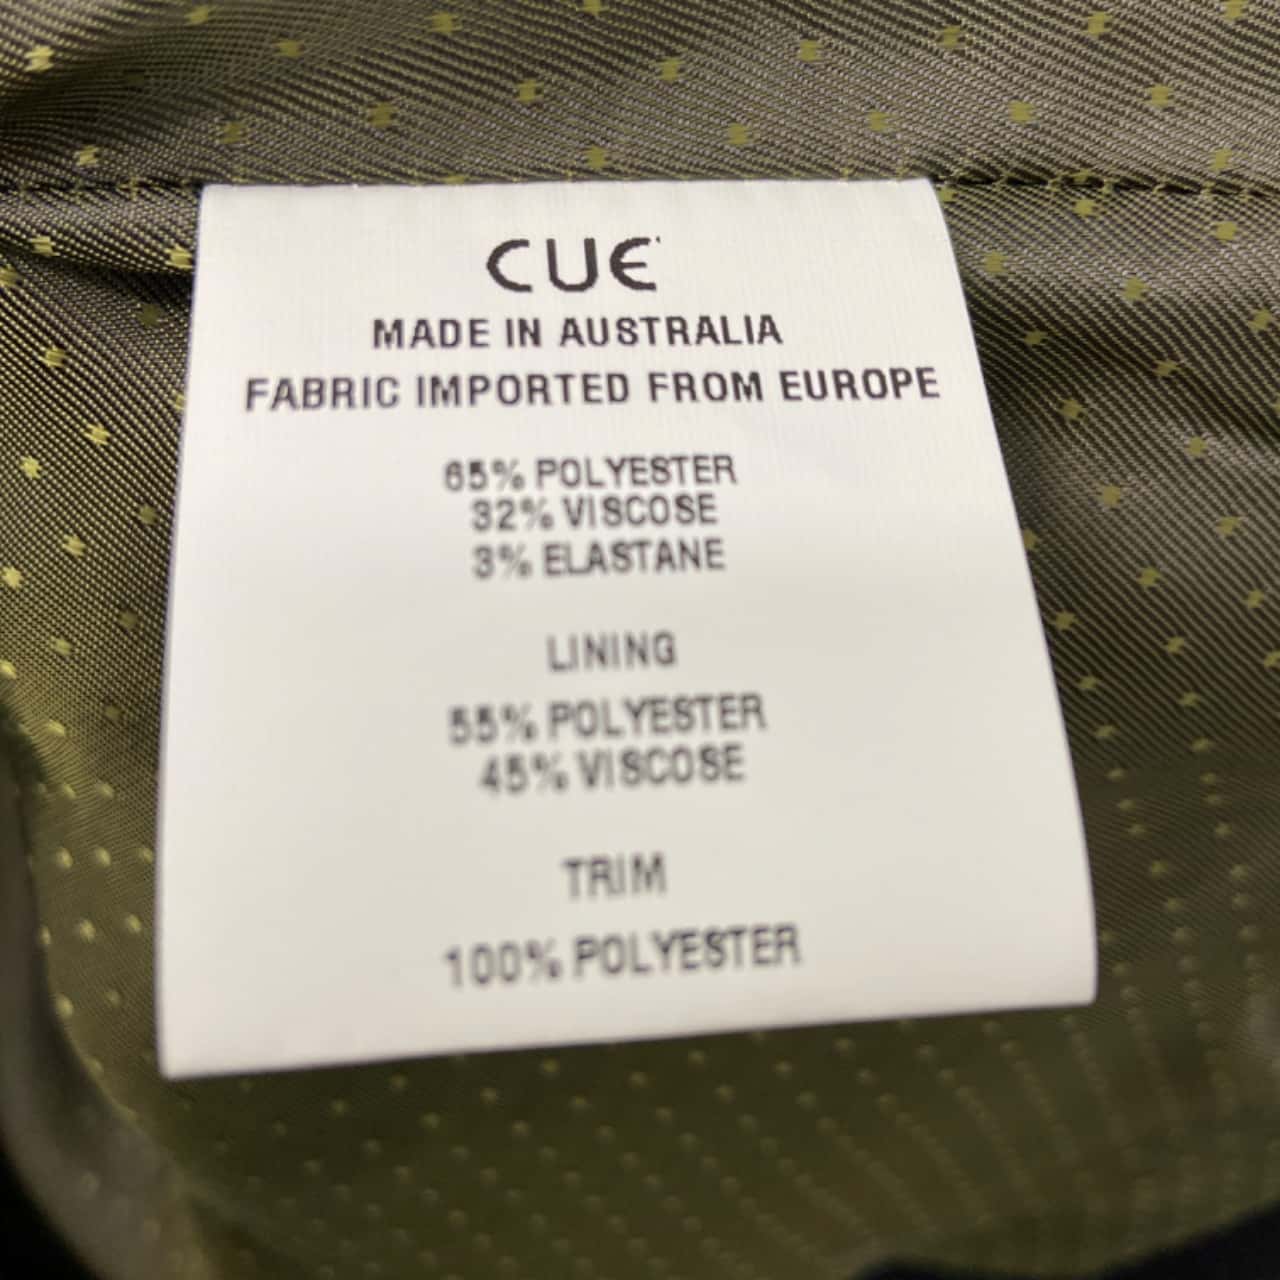 CUE
MADE IN AUSTRALIA
FABRIC IMPORTED FROM EUROPE
65% POLYESTER
32% VISCOSE
3% ELASTANE
LINING
55% POLYESTER
45% VISCOSE
TRIM
100% POLYESTER